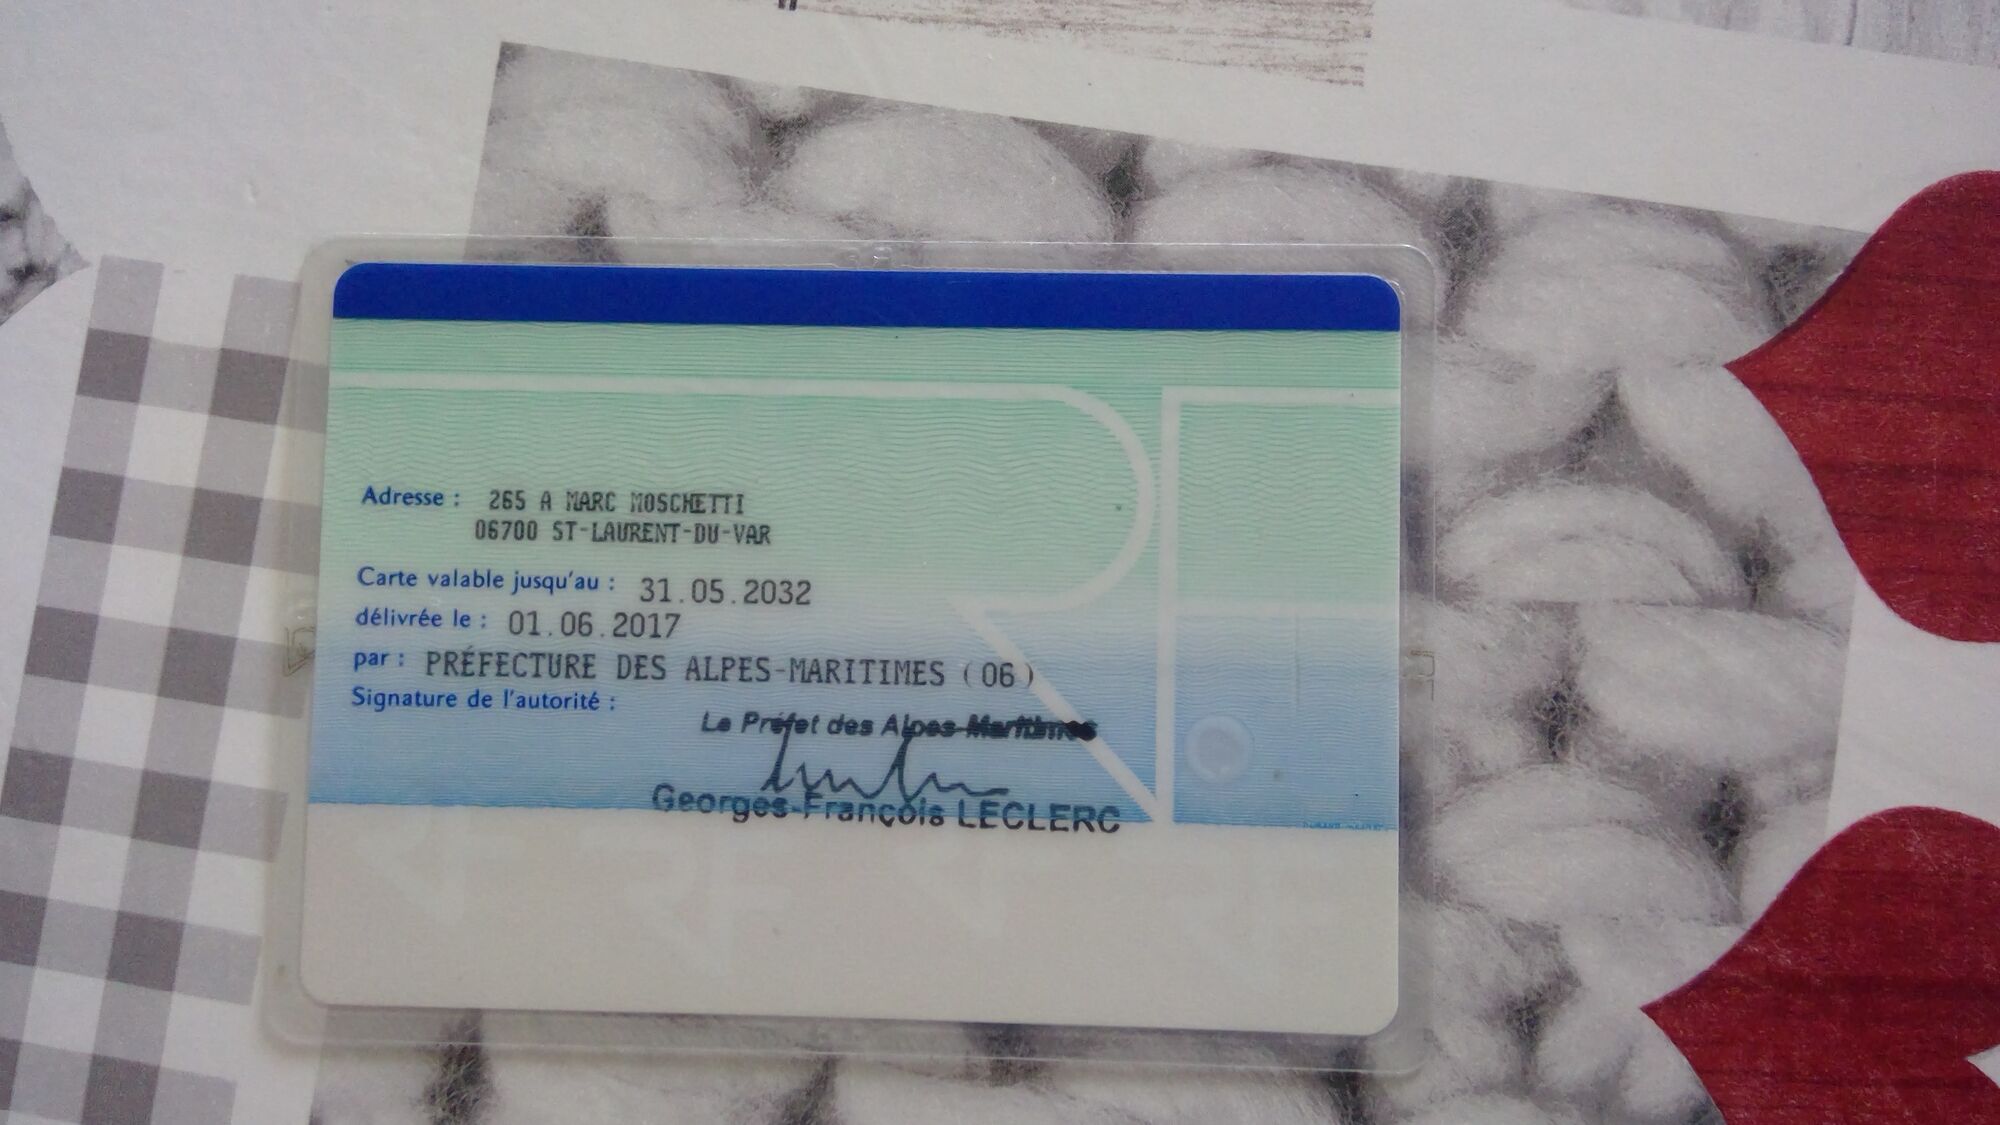 Adresse : 265 A MARC MOSCHETTI
06700 ST-LAURENT-DU-VAR
Carte valable jusqu'au : 31.05.2032
délivrée le : 01.06.2017
par : PRÉFECTURE DES ALPES-MARITIMES (06)
Signature de l'autorité :
Le Préfet des Alpes-Maritimes
Georges-François LECLERC
RF